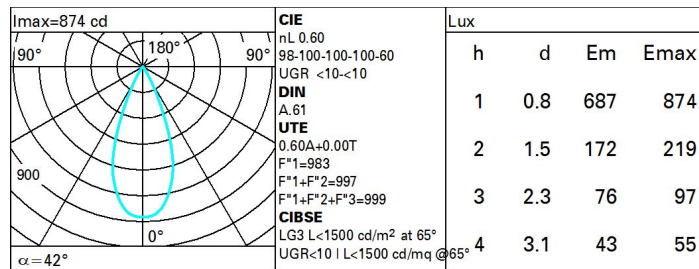 Imax=874 cd
90°
180°
90°
900
0°
α=42°
CIE
nL 0.60
98-100-100-100-60
UGR <10-<10
DIN
A.61
UTE
0.60A+0.00T
F"1=983
F"1+F"2=997
F"1+F"2+F"3=999
CIBSE
LG3 L<1500 cd/m² at 65°
UGR<10 | L<1500 cd/mq @65°
Lux
h d Em Emax
1 0.8 687 874
2 1.5 172 219
3 2.3 76 97
4 3.1 43 55